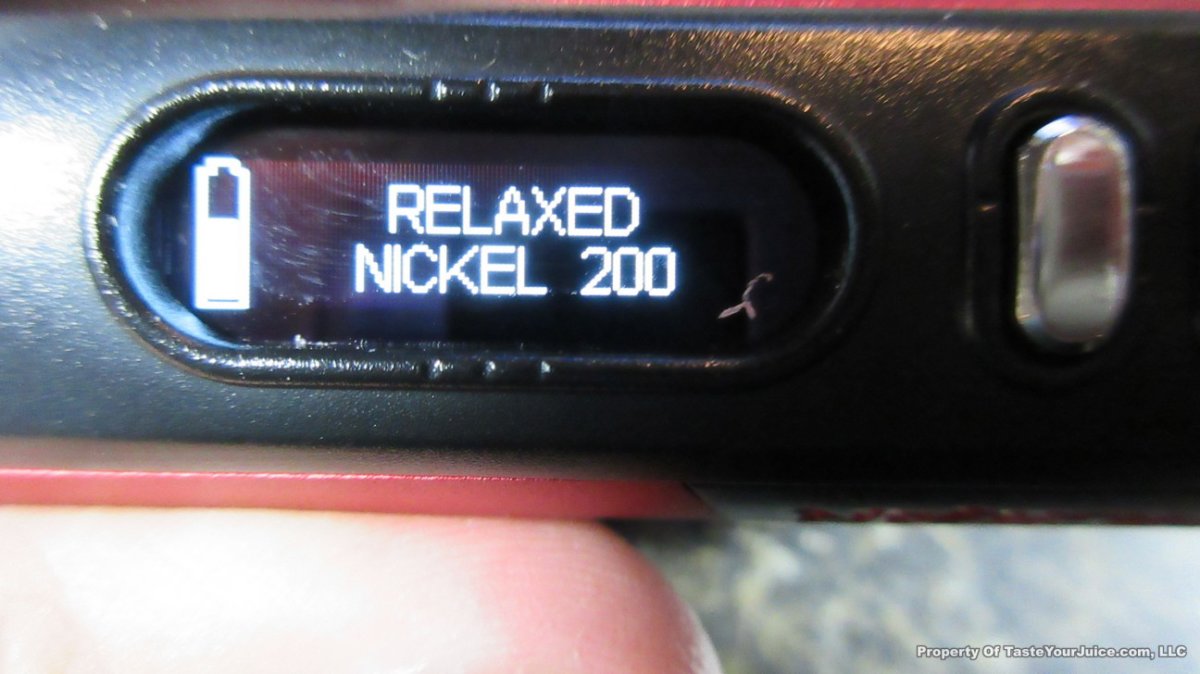 RELAXED
NICKEL 200
Property Of TasteYourJuice.com, LLC